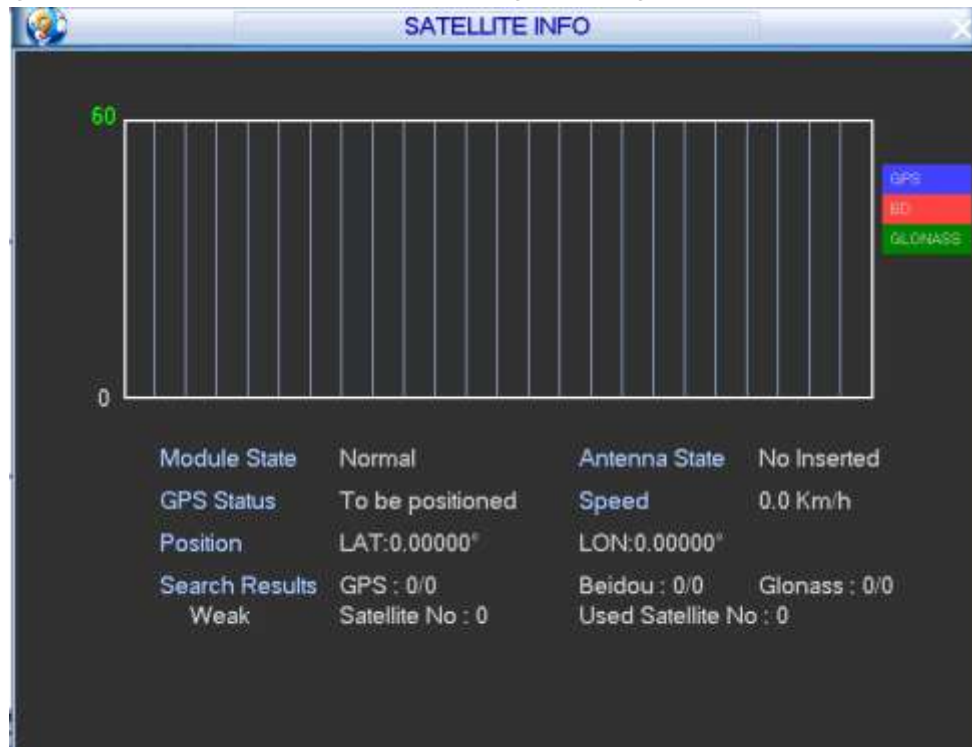 SATELLITE INFO
60
GPS
BD
GLONASS
0
Module State Normal Antenna State No Inserted
GPS Status To be positioned Speed 0.0 Km/h
Position LAT:0.00000° LON:0.00000°
Search Results GPS : 0/0 Beidou : 0/0 Glonass : 0/0
Weak Satellite No : 0 Used Satellite No : 0